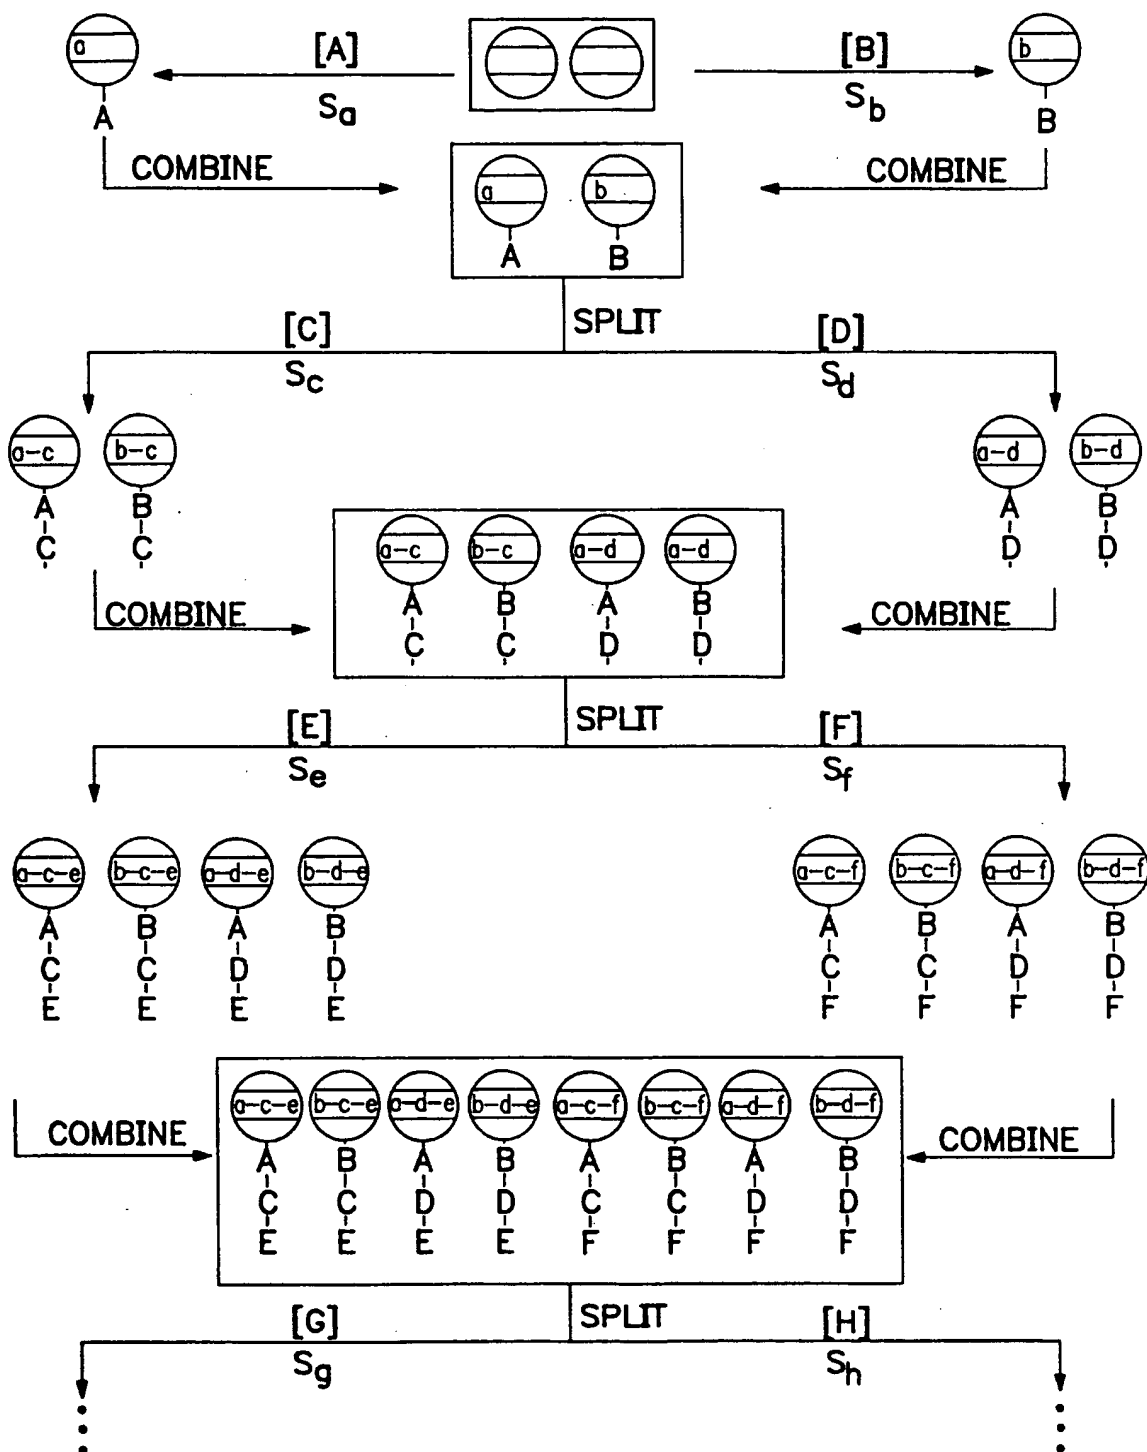 [A] [B]
a b
Sa Sb
A B
COMBINE COMBINE
a b
A B
SPLIT
[C] [D]
Sc Sd
a-c b-c a-d b-d
A B A B
C C D D
a-c b-c a-d a-d
A B A B
COMBINE COMBINE
C C D D
SPLIT
[E] [F]
Se Sf
a-c-e b-c-e a-d-e b-d-e a-c-f b-c-f a-d-f b-d-f
A B A B A B A B
C C D D C C D D
E E E E F F F F
a-c-e b-c-e a-d-e b-d-e a-c-f b-c-f a-d-f b-d-f
COMBINE COMBINE
A B A B A B A B
C C D D C C D D
E E E E F F F F
SPLIT
[G] [H]
Sg Sh